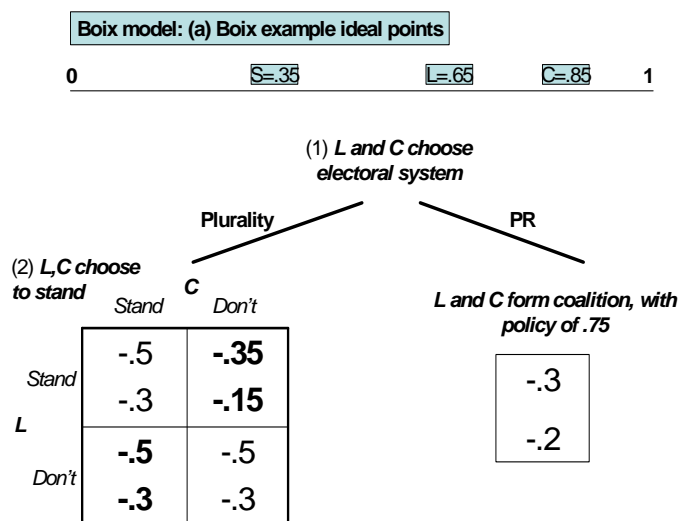 Boix model: (a) Boix example ideal points
0 S=.35 L=.65 C=.85 1
(1) L and C choose
electoral system
Plurality PR
(2) L,C choose
to stand
C
Stand Don't
L and C form coalition, with
policy of .75
Stand
-.5 -.35
-.3 -.15
L
Don't
-.5 -.5
-.3 -.3
-.3
-.2